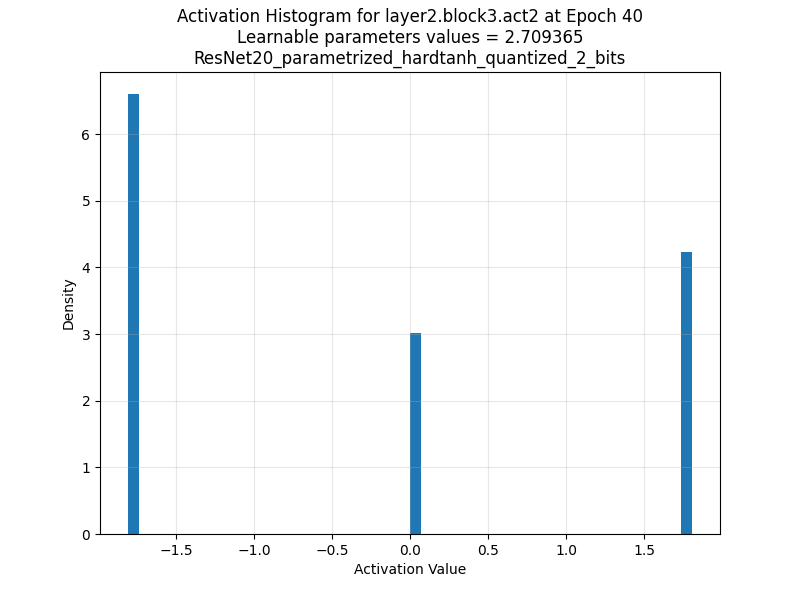 Activation Histogram for layer2.block3.act2 at Epoch 40
Learnable parameters values = 2.709365
ResNet20_parametrized_hardtanh_quantized_2_bits
6
5
4
3
2
1
0
Density
−1.5 −1.0 −0.5 0.0 0.5 1.0 1.5
Activation Value